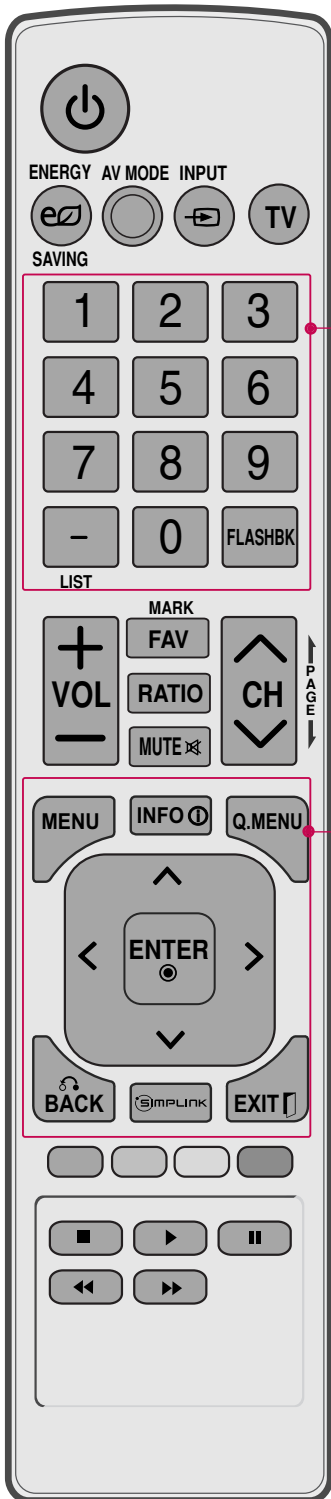 ENERGY AV MODE INPUT
TV
SAVING
1 2 3
4 5 6
7 8 9
- 0 FLASHBK
LIST
MARK
FAV
VOL RATIO CH
PAGE
MUTE
MENU INFO Q.MENU
ENTER
BACK SIMPLINK EXIT